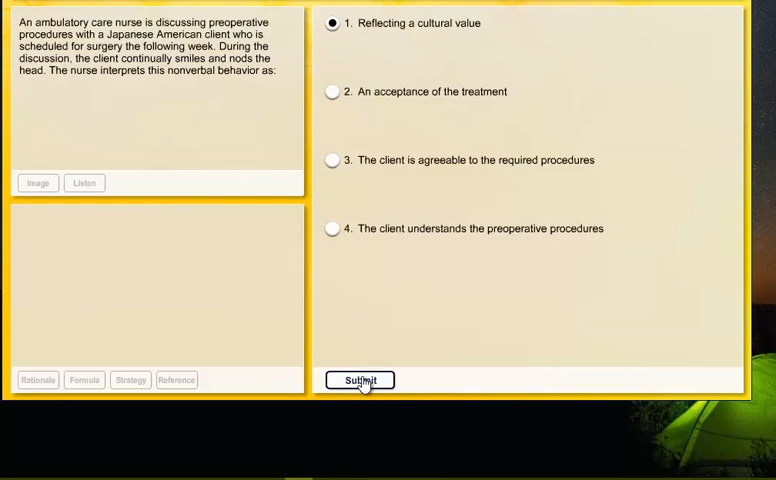 An ambulatory care nurse is discussing preoperative
procedures with a Japanese American client who is
scheduled for surgery the following week. During the
discussion, the client continually smiles and nods the
head. The nurse interprets this nonverbal behavior as:
Image Listen
Rationale Formula Strategy Reference
1. Reflecting a cultural value
2. An acceptance of the treatment
3. The client is agreeable to the required procedures
4. The client understands the preoperative procedures
Submit